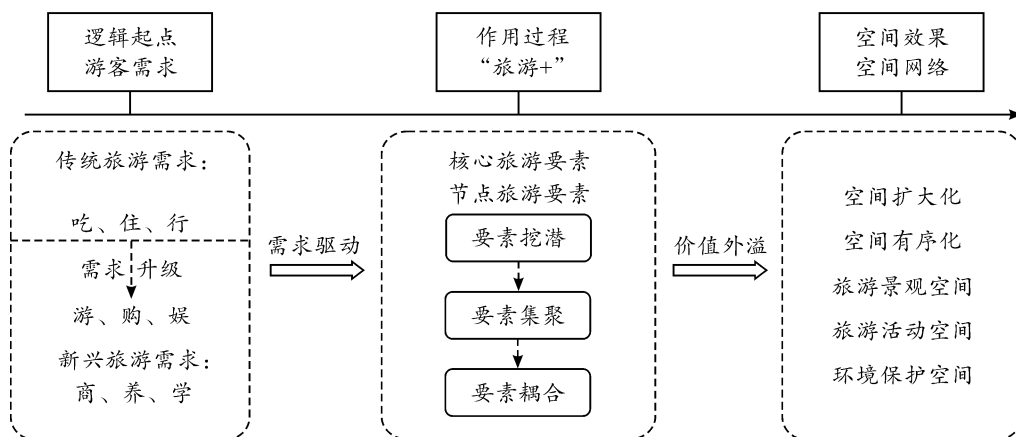 逻辑起点
游客需求
作用过程
“旅游+”
空间效果
空间网络
传统旅游需求：
吃、住、行
需求 升级
游、购、娱
新兴旅游需求：
商、养、学
需求驱动
核心旅游要素
节点旅游要素
要素挖潜
要素集聚
要素耦合
价值外溢
空间扩大化
空间有序化
旅游景观空间
旅游活动空间
环境保护空间